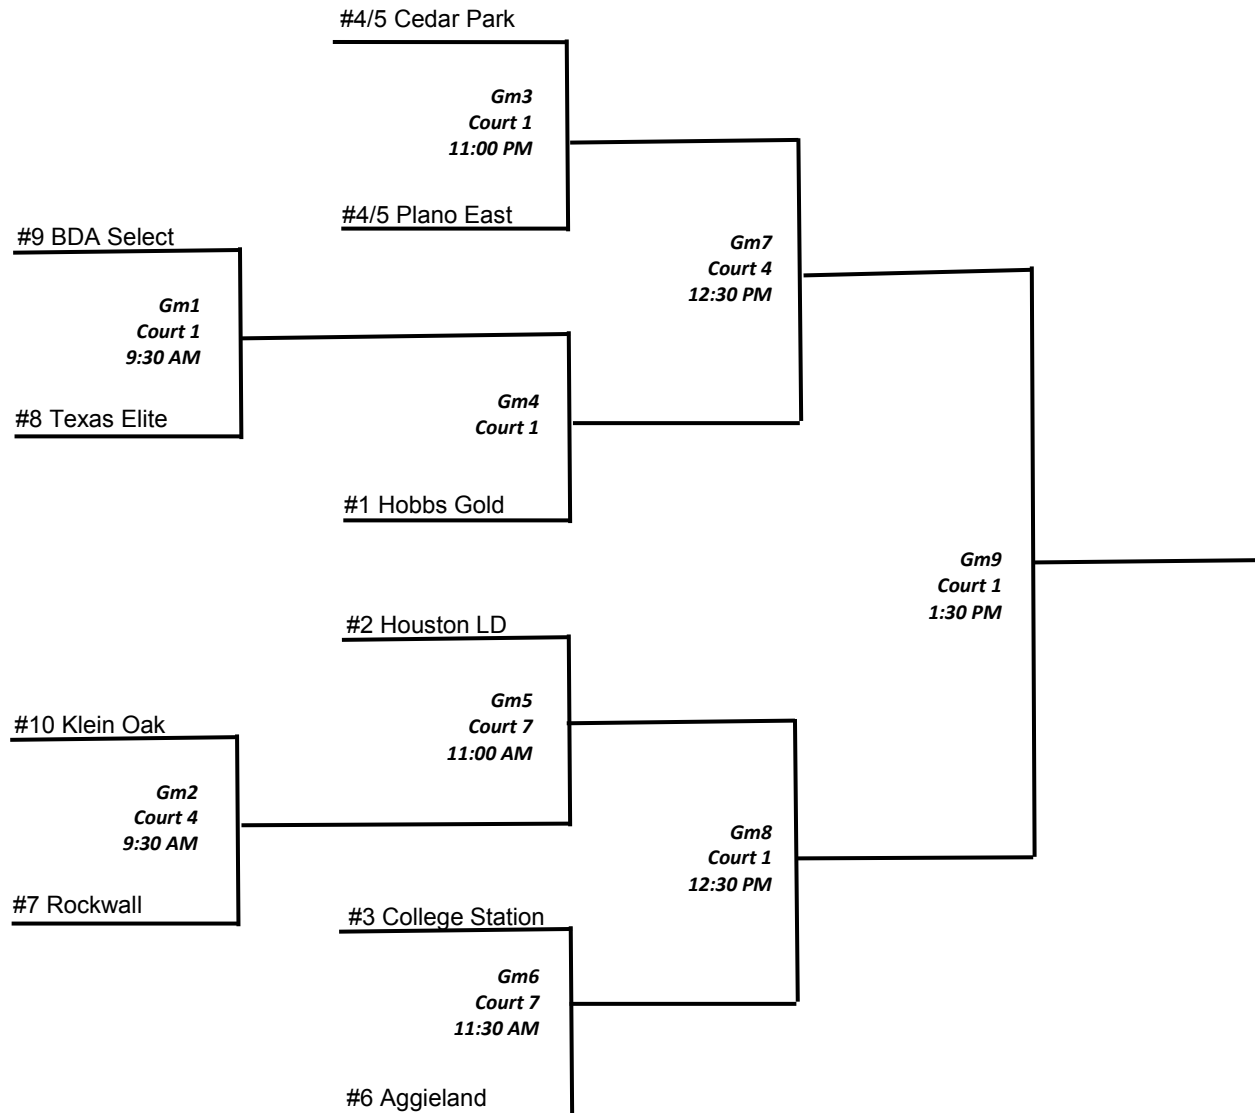 #4/5 Cedar Park
Gm3
Court 1
11:00 PM
#4/5 Plano East
#9 BDA Select
Gm7
Court 4
12:30 PM
Gm1
Court 1
9:30 AM
Gm4
Court 1
#8 Texas Elite
#1 Hobbs Gold
Gm9
Court 1
1:30 PM
#2 Houston LD
Gm5
Court 7
11:00 AM
#10 Klein Oak
Gm2
Court 4
9:30 AM
Gm8
Court 1
12:30 PM
#7 Rockwall
#3 College Station
Gm6
Court 7
11:30 AM
#6 Aggieland